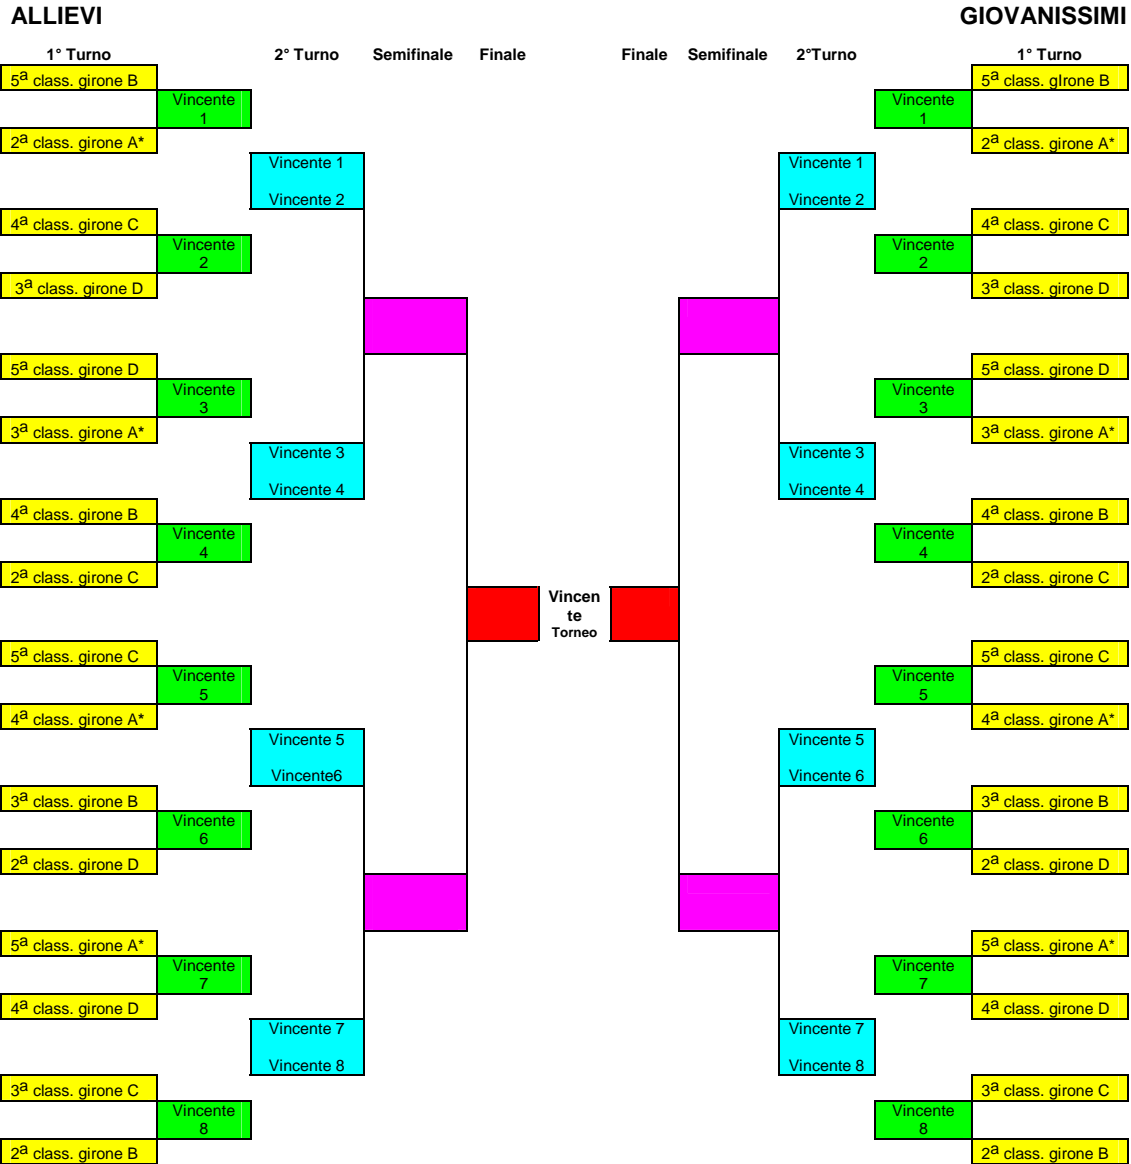 ALLIEVI GIOVANISSIMI
1° Turno 2° Turno Semifinale Finale Finale Semifinale 2°Turno 1° Turno
5ª class. girone B 5ª class. gIrone B
Vincente 1 Vincente 1
2ª class. girone A* 2ª class. girone A*
Vincente 1 Vincente 1
Vincente 2 Vincente 2
4ª class. girone C 4ª class. girone C
Vincente 2 Vincente 2
3ª class. girone D 3ª class. girone D
5ª class. girone D 5ª class. girone D
Vincente 3 Vincente 3
3ª class. girone A* 3ª class. girone A*
Vincente 3 Vincente 3
Vincente 4 Vincente 4
4ª class. girone B 4ª class. girone B
Vincente 4 Vincente 4
2ª class. girone C 2ª class. girone C
Vincen
te
Torneo
5ª class. girone C 5ª class. girone C
Vincente 5 Vincente 5
4ª class. girone A* 4ª class. girone A*
Vincente 5 Vincente 5
Vincente6 Vincente 6
3ª class. girone B 3ª class. girone B
Vincente 6 Vincente 6
2ª class. girone D 2ª class. girone D
5ª class. girone A* 5ª class. girone A*
Vincente 7 Vincente 7
4ª class. girone D 4ª class. girone D
Vincente 7 Vincente 7
Vincente 8 Vincente 8
3ª class. girone C 3ª class. girone C
Vincente 8 Vincente 8
2ª class. girone B 2ª class. girone B